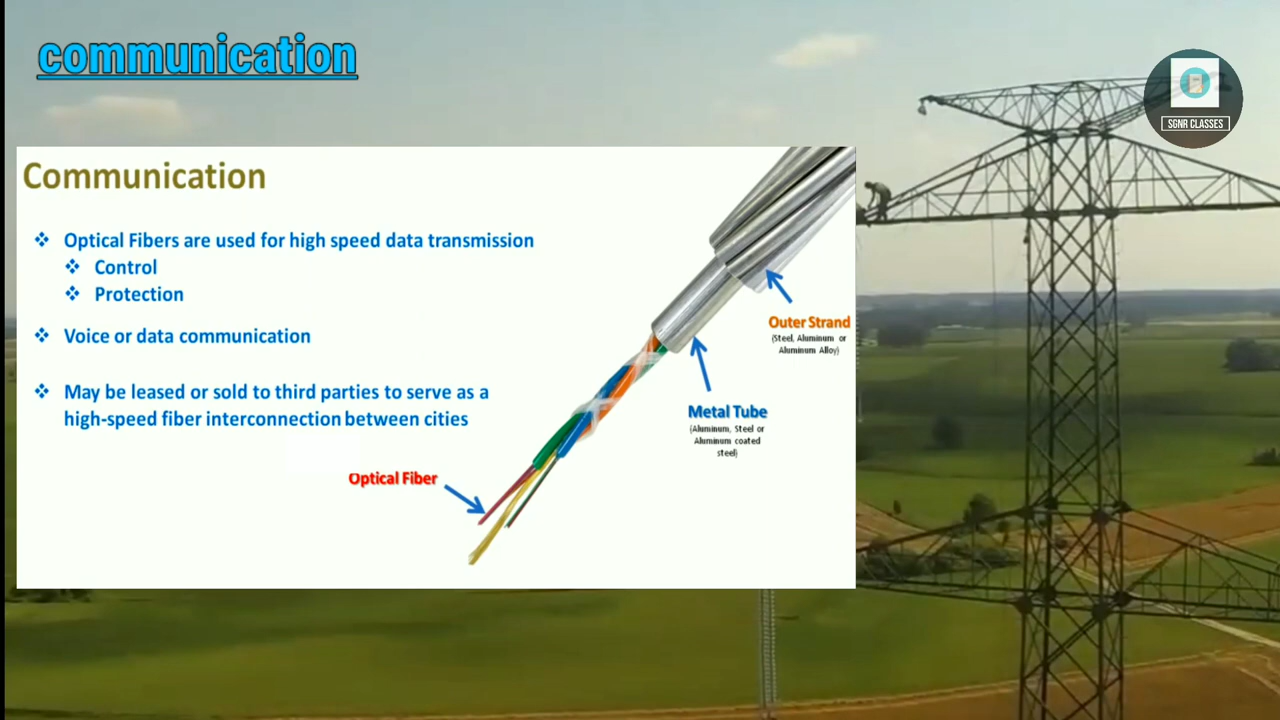 communication
SGNR CLASSES
Communication
❖ Optical Fibers are used for high speed data transmission
❖ Control
❖ Protection
❖ Voice or data communication
❖ May be leased or sold to third parties to serve as a
high-speed fiber interconnection between cities
Outer Strand
(Steel, Aluminum or
Aluminum Alloy)
Metal Tube
(Aluminum, Steel or
Aluminum coated
steel)
Optical Fiber